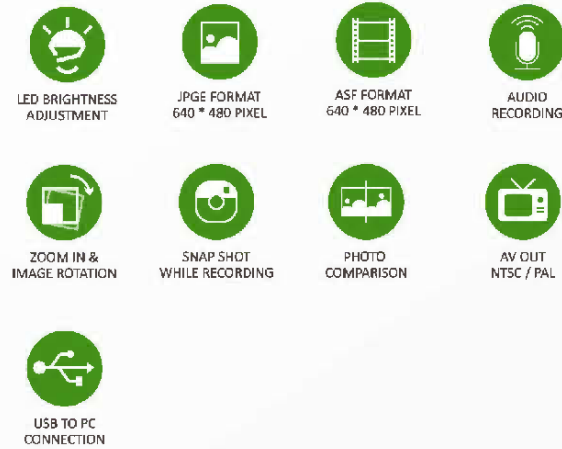 LED BRIGHTNESS
ADJUSTMENT
JPGE FORMAT
640 * 480 PIXEL
ASF FORMAT
640 * 480 PIXEL
AUDIO
RECORDING
ZOOM IN &
IMAGE ROTATION
SNAP SHOT
WHILE RECORDING
PHOTO
COMPARISON
AV OUT
NTSC / PAL
USB TO PC
CONNECTION